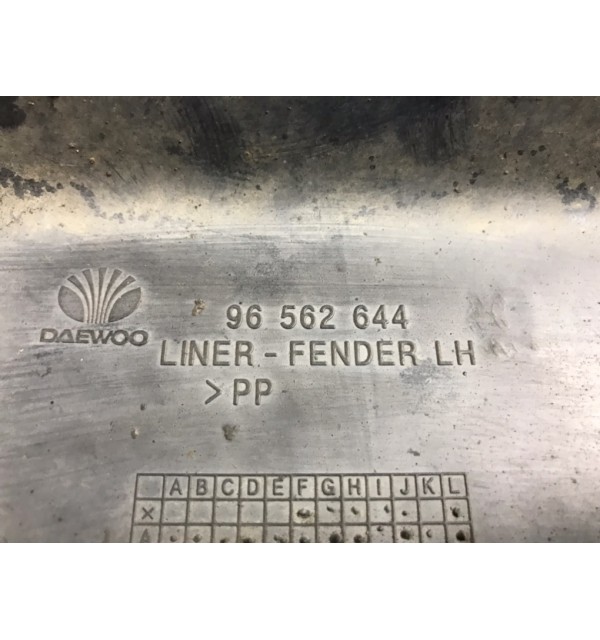 96 562 644
DAEWOO
LINER - FENDER LH
>PP
A B C D E F G H I J K L
X
A